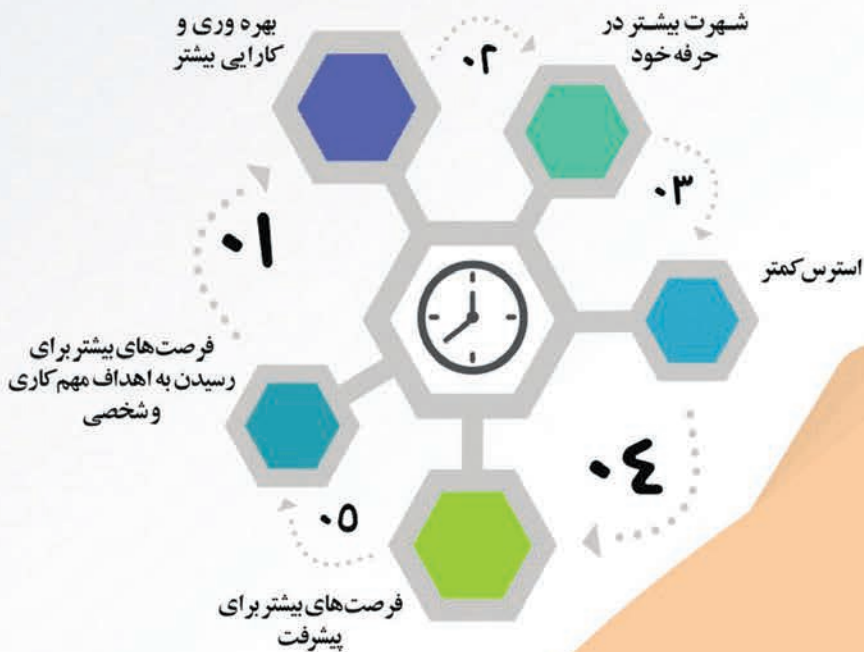 بهره وری و
کارایی بیشتر
۰۲
شهرت بیشتر در
حرفه خود
۰۳
استرس کمتر
۰۱
فرصت‌های بیشتر برای
رسیدن به اهداف مهم کاری
و شخصی
۰٤
۰۵
فرصت‌های بیشتر برای
پیشرفت